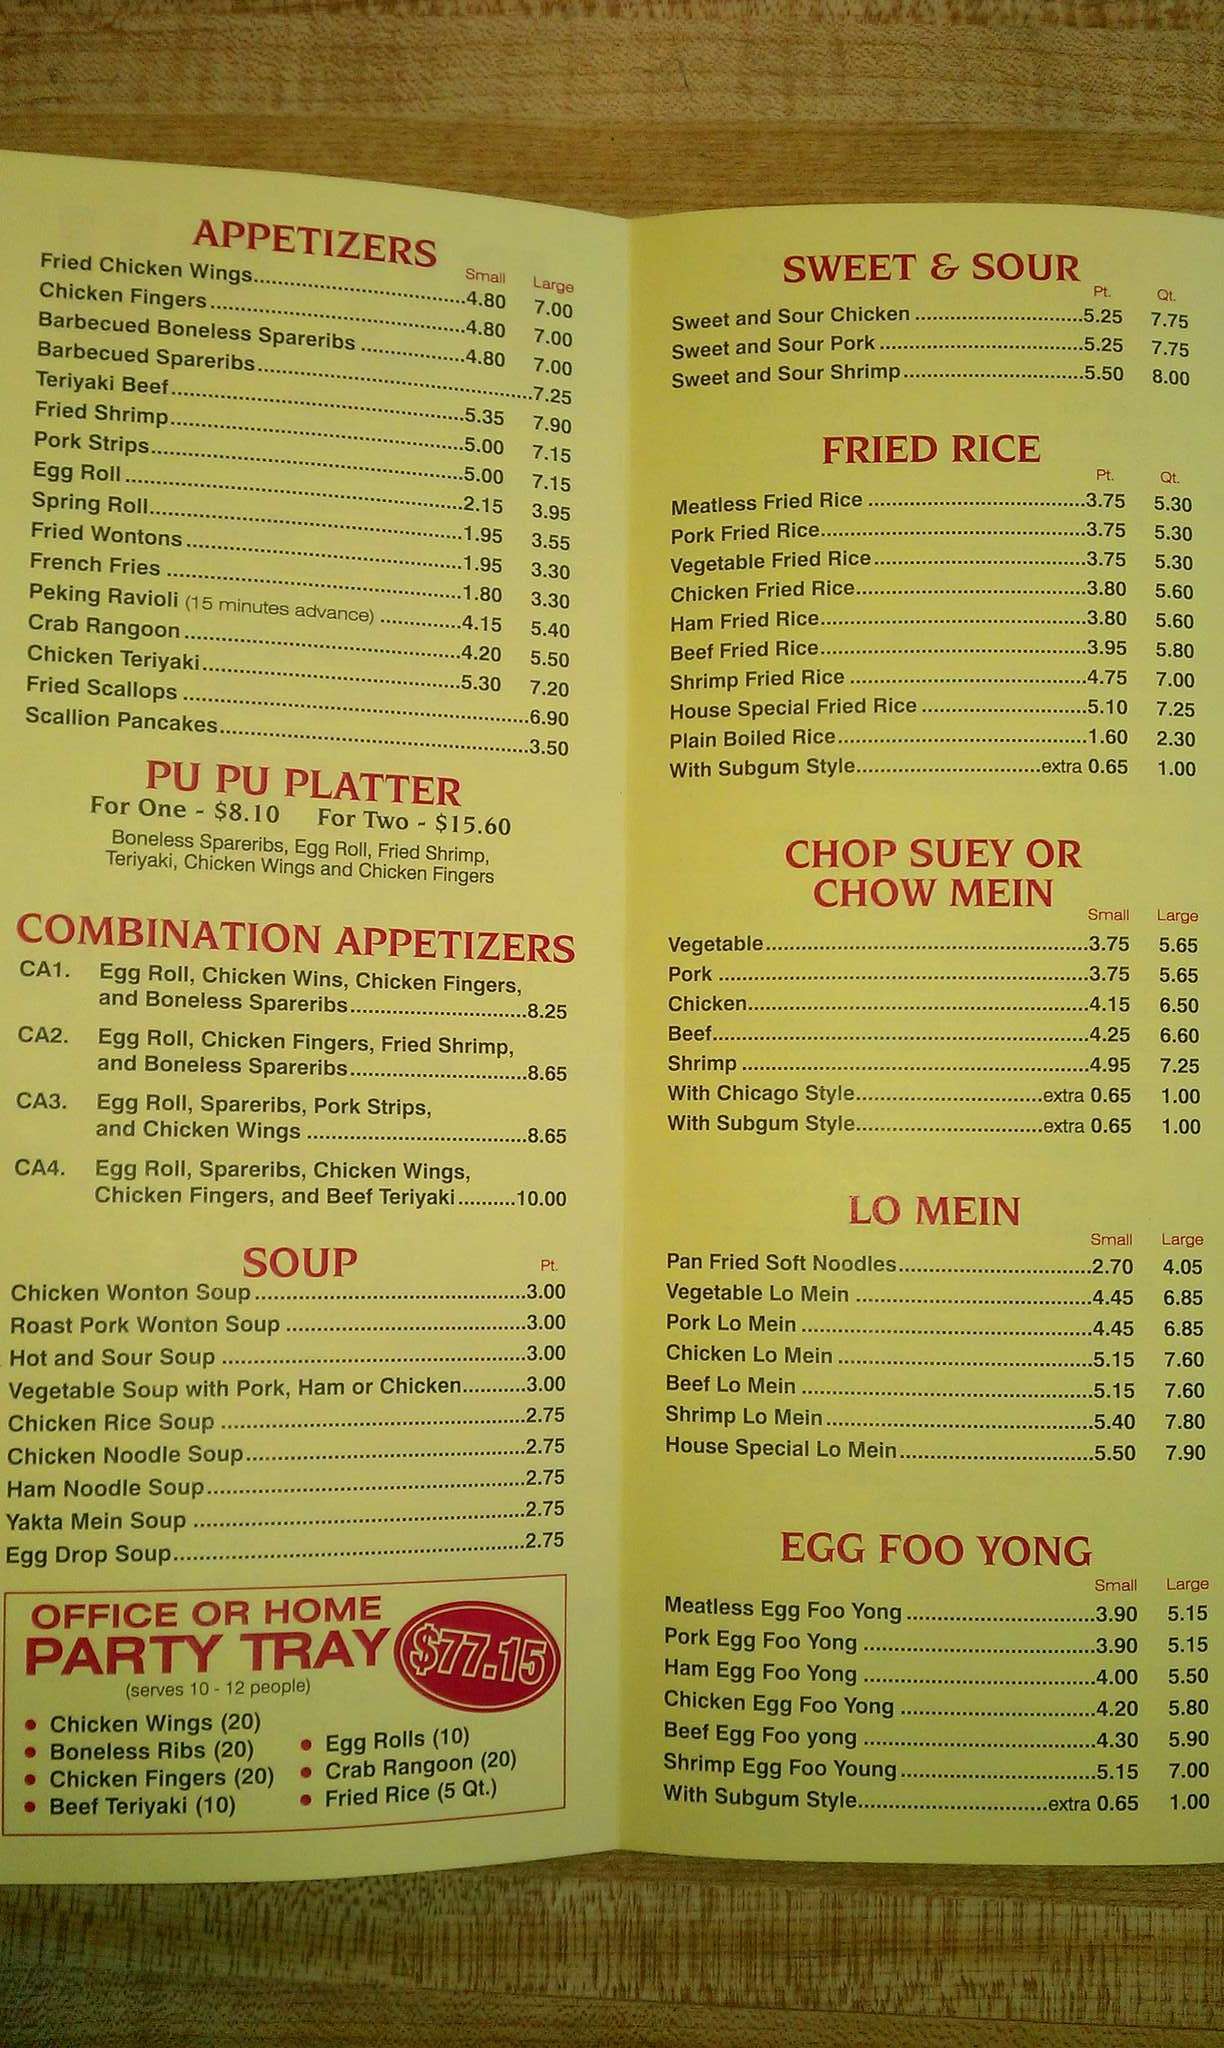 APPETIZERS
Small Large
Fried Chicken Wings 4.80 7.00
Chicken Fingers 4.80 7.00
Barbecued Boneless Spareribs 4.80 7.00
Barbecued Spareribs 7.25
Teriyaki Beef 5.35 7.90
Fried Shrimp 5.00 7.15
Pork Strips 5.00 7.15
Egg Roll 2.15 3.95
Spring Roll 1.95 3.55
Fried Wontons 1.95 3.30
French Fries 1.80 3.30
Peking Ravioli (15 minutes advance) 4.15 5.40
Crab Rangoon 4.20 5.50
Chicken Teriyaki 5.30 7.20
Fried Scallops 6.90
Scallion Pancakes 3.50
PU PU PLATTER
For One - $8.10 For Two - $15.60
Boneless Spareribs, Egg Roll, Fried Shrimp,
Teriyaki, Chicken Wings and Chicken Fingers
COMBINATION APPETIZERS
CA1. Egg Roll, Chicken Wins, Chicken Fingers,
and Boneless Spareribs 8.25
CA2. Egg Roll, Chicken Fingers, Fried Shrimp,
and Boneless Spareribs 8.65
CA3. Egg Roll, Spareribs, Pork Strips,
and Chicken Wings 8.65
CA4. Egg Roll, Spareribs, Chicken Wings,
Chicken Fingers, and Beef Teriyaki 10.00
SOUP
Pt.
Chicken Wonton Soup 3.00
Roast Pork Wonton Soup 3.00
Hot and Sour Soup 3.00
Vegetable Soup with Pork, Ham or Chicken 3.00
Chicken Rice Soup 2.75
Chicken Noodle Soup 2.75
Ham Noodle Soup 2.75
Yakta Mein Soup 2.75
Egg Drop Soup 2.75
OFFICE OR HOME
PARTY TRAY
$77.15
(serves 10 - 12 people)
• Chicken Wings (20)
• Boneless Ribs (20)
• Chicken Fingers (20)
• Beef Teriyaki (10)
• Egg Rolls (10)
• Crab Rangoon (20)
• Fried Rice (5 Qt.)
SWEET & SOUR
Pt. Qt.
Sweet and Sour Chicken 5.25 7.75
Sweet and Sour Pork 5.25 7.75
Sweet and Sour Shrimp 5.50 8.00
FRIED RICE
Pt. Qt.
Meatless Fried Rice 3.75 5.30
Pork Fried Rice 3.75 5.30
Vegetable Fried Rice 3.75 5.30
Chicken Fried Rice 3.80 5.60
Ham Fried Rice 3.80 5.60
Beef Fried Rice 3.95 5.80
Shrimp Fried Rice 4.75 7.00
House Special Fried Rice 5.10 7.25
Plain Boiled Rice 1.60 2.30
With Subgum Style extra 0.65 1.00
CHOP SUEY OR
CHOW MEIN
Small Large
Vegetable 3.75 5.65
Pork 3.75 5.65
Chicken 4.15 6.50
Beef 4.25 6.60
Shrimp 4.95 7.25
With Chicago Style extra 0.65 1.00
With Subgum Style extra 0.65 1.00
LO MEIN
Small Large
Pan Fried Soft Noodles 2.70 4.05
Vegetable Lo Mein 4.45 6.85
Pork Lo Mein 4.45 6.85
Chicken Lo Mein 5.15 7.60
Beef Lo Mein 5.15 7.60
Shrimp Lo Mein 5.40 7.80
House Special Lo Mein 5.50 7.90
EGG FOO YONG
Small Large
Meatless Egg Foo Yong 3.90 5.15
Pork Egg Foo Yong 3.90 5.15
Ham Egg Foo Yong 4.00 5.50
Chicken Egg Foo Yong 4.20 5.80
Beef Egg Foo yong 4.30 5.90
Shrimp Egg Foo Young 5.15 7.00
With Subgum Style extra 0.65 1.00